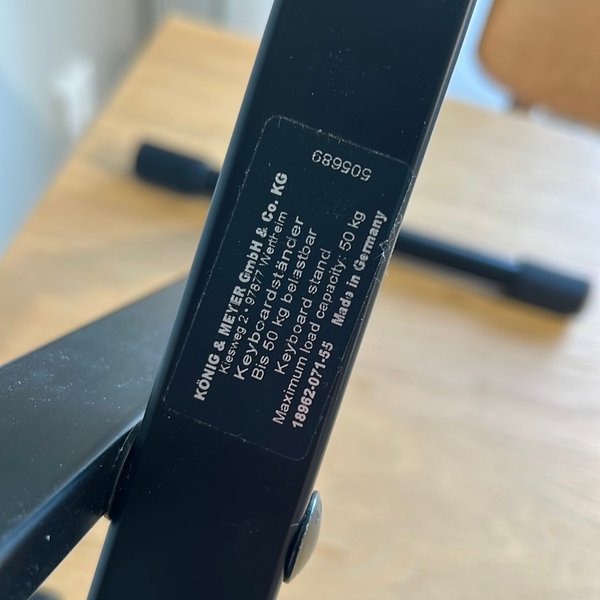 KÖNIG & MEYER GmbH & Co. KG
Kiesweg 2 • 97877 Wertheim
Keyboardständer
Bis 50 kg belastbar
Keyboard stand
Maximum load capacity: 50 kg
18962-071-55 Made in Germany
505689